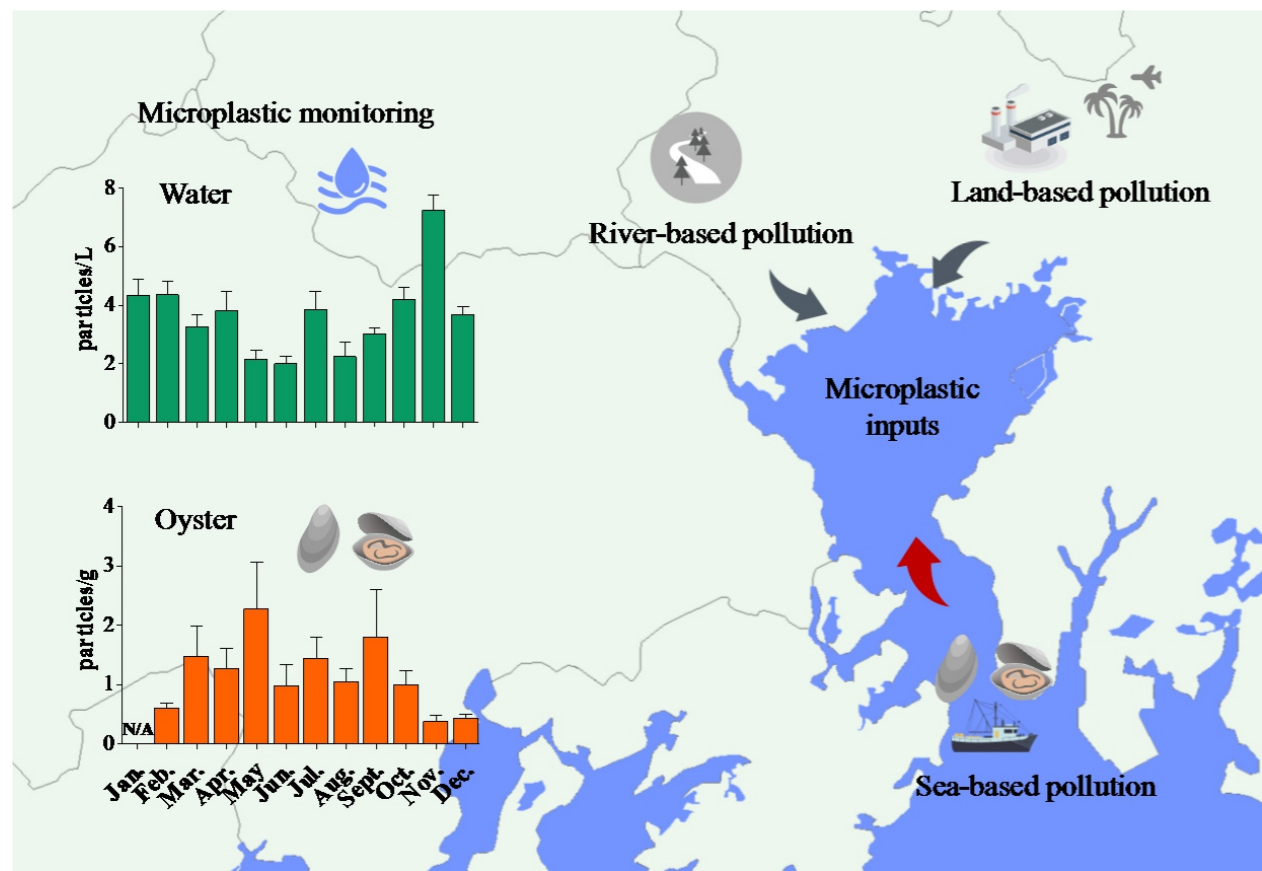 Microplastic monitoring
Water
particles/L
8
6
4
2
0
Oyster
particles/g
4
3
2
1
0
N/A
Jan.
Feb.
Mar.
Apr.
May
Jun.
Jul.
Aug.
Sept.
Oct.
Nov.
Dec.
River-based pollution
Land-based pollution
Microplastic
inputs
Sea-based pollution